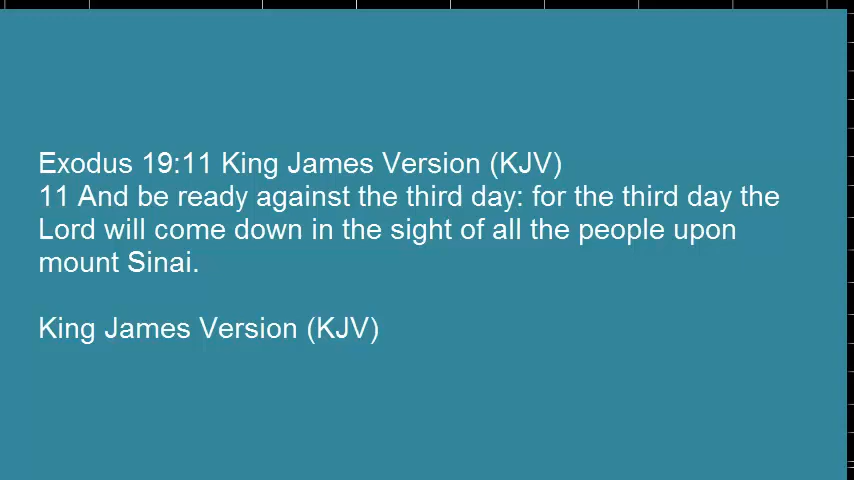 Exodus 19:11 King James Version (KJV)
11 And be ready against the third day: for the third day the
Lord will come down in the sight of all the people upon
mount Sinai.
King James Version (KJV)